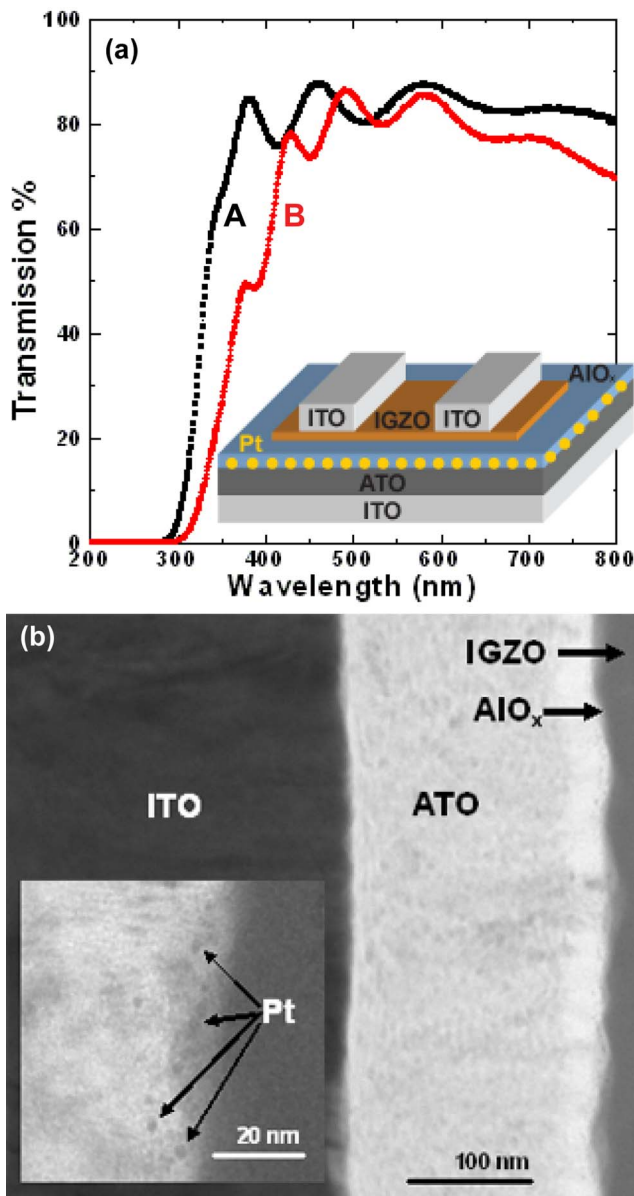 100
(a)
80
60
40
20
0
Transmission %
A
B
AlOₓ
ITO
IGZO
ITO
Pt
ATO
ITO
200
300
400
500
600
700
800
Wavelength (nm)
(b)
IGZO
AlOₓ
ITO
ATO
Pt
20 nm
100 nm